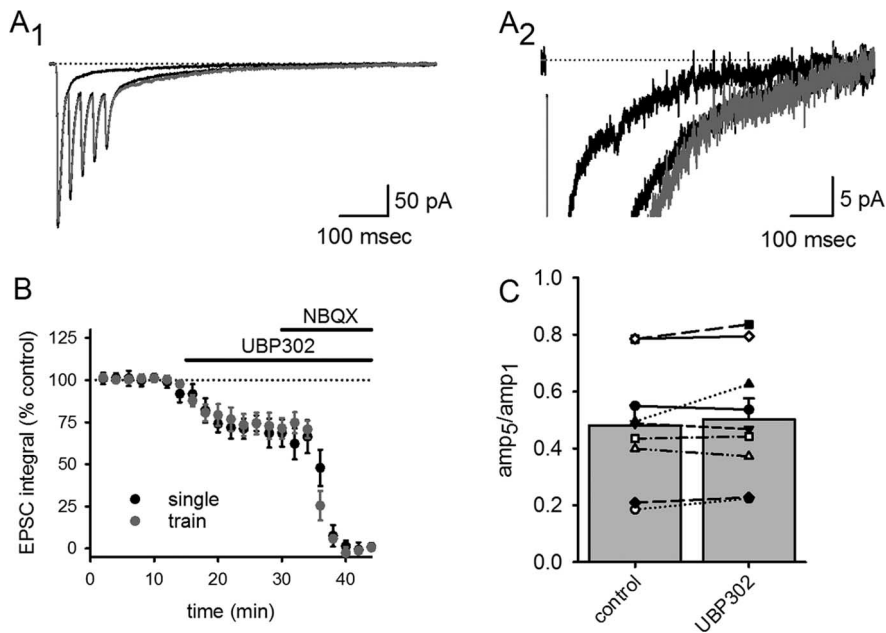 A1
A2
50 pA
100 msec
5 pA
100 msec
B
NBQX
UBP302
125
100
75
50
25
0
EPSC integral (% control)
single
train
0
10
20
30
40
time (min)
C
1.0
0.8
0.6
0.4
0.2
0.0
amp5/amp1
control
UBP302